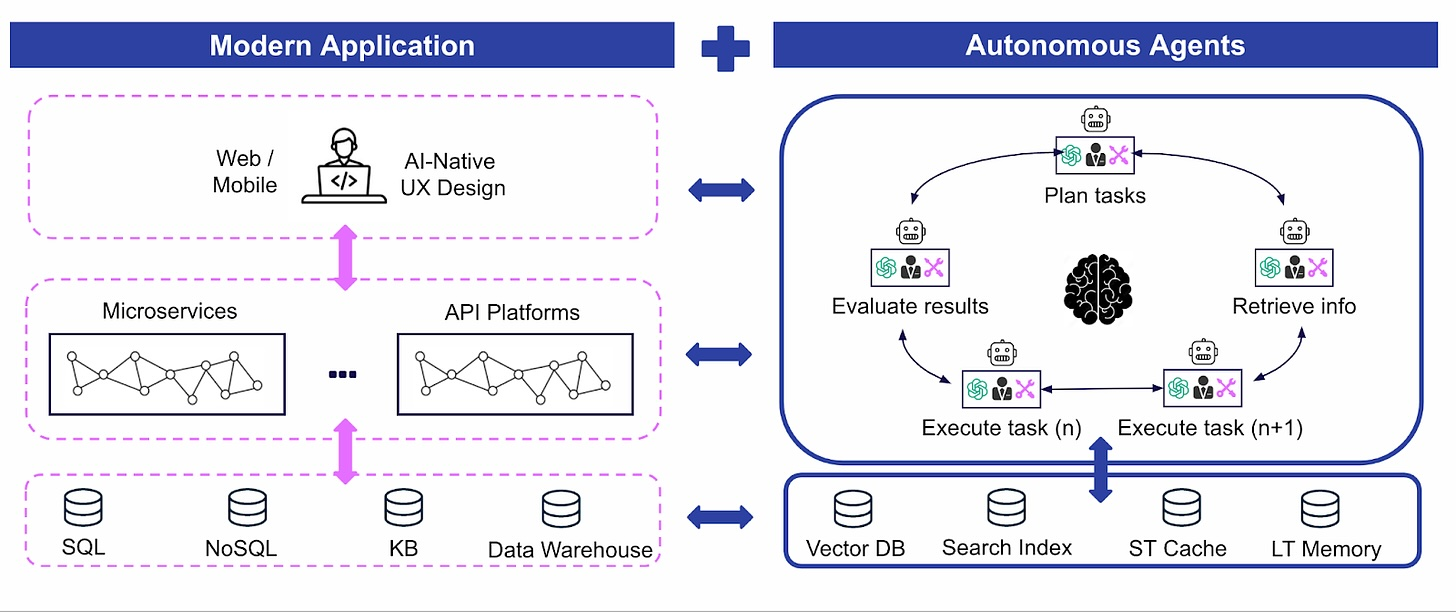 Modern Application
Autonomous Agents
Web /
Mobile
</>
AI-Native
UX Design
Microservices
API Platforms
...
SQL
NoSQL
KB
Data Warehouse
Plan tasks
Evaluate results
Retrieve info
Execute task (n)
Execute task (n+1)
Vector DB
Search Index
ST Cache
LT Memory